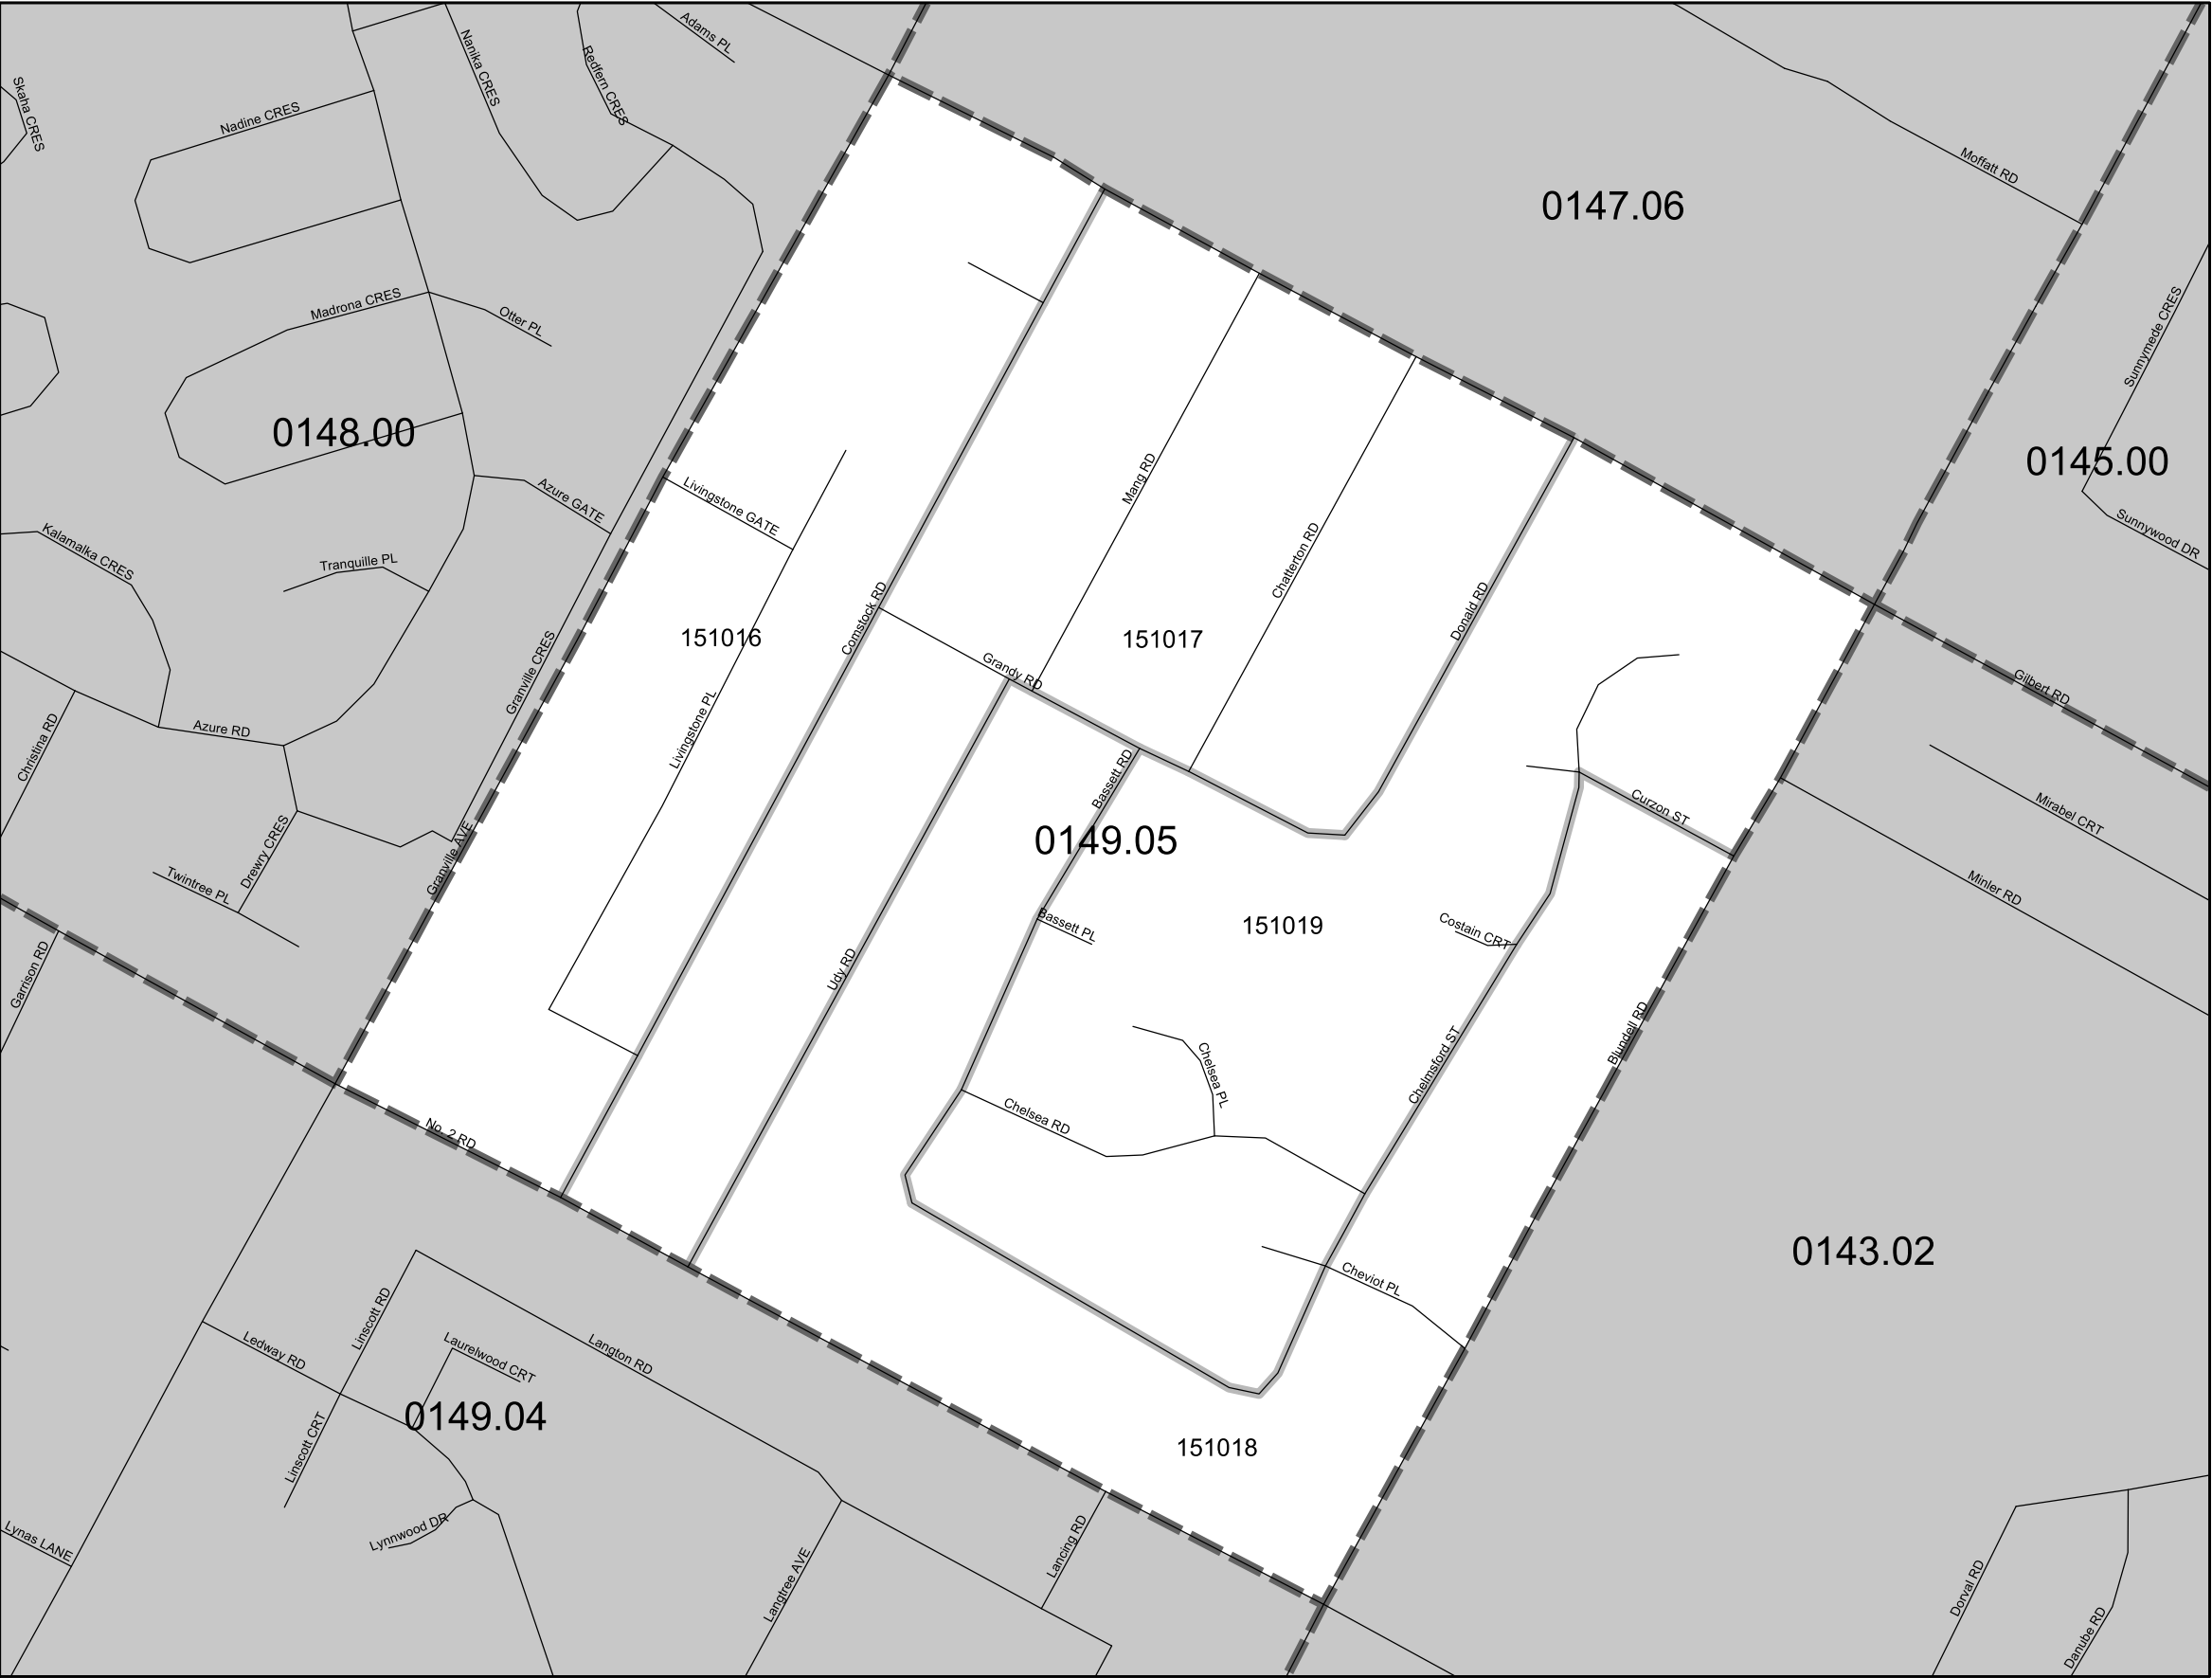 Adams PL
Nanika CRES
Redfern CRES
Skaha CRES
Nadine CRES
Moffatt RD
0147.06
Madrona CRES
Otter PL
Sunnymede CRES
0148.00
0145.00
Livingstone GATE
Azure GATE
Mang RD
Sunnywood DR
Kalamalka CRES
Tranquille PL
Chatterton RD
Comstock RD
Donald RD
151016
151017
Granville CRES
Grandy RD
Gilbert RD
Livingstone PL
Azure RD
Christina RD
Bassett RD
Curzon ST
Mirabel CRT
0149.05
Granville AVE
Drewry CRES
Twintree PL
Minler RD
Bassett PL
151019
Costain CRT
Garrison RD
Udy RD
Blundell RD
Chelsea PL
Chelmsford ST
Chelsea RD
No. 2 RD
0143.02
Cheviot PL
Linscott RD
Ledway RD
Laurelwood CRT
Langton RD
0149.04
Linscott CRT
151018
Lynnwood DR
Lynas LANE
Lancing RD
Langtree AVE
Dorval RD
Danube RD